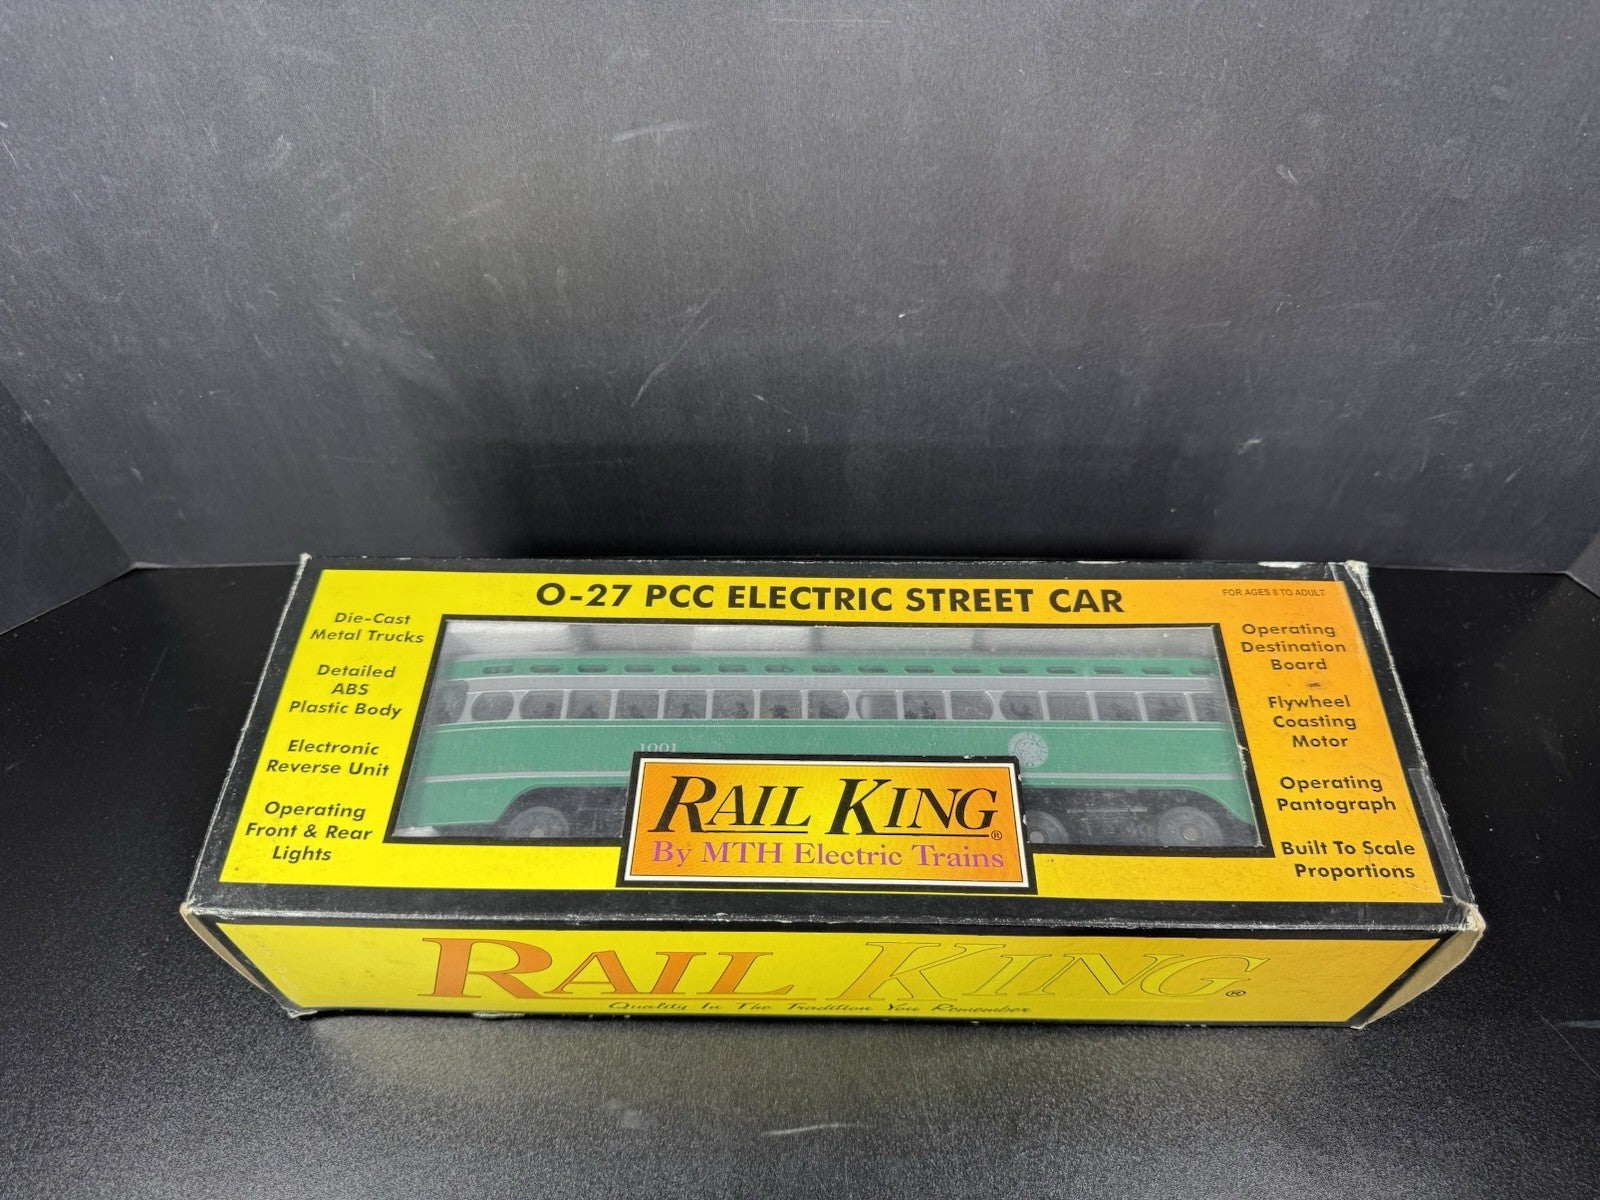 O-27 PCC ELECTRIC STREET CAR
FOR AGES 8 TO ADULT
Die-Cast
Metal Trucks
Detailed
ABS
Plastic Body
Electronic
Reverse Unit
Operating
Front & Rear
Lights
Operating
Destination
Board
Flywheel
Coasting
Motor
Operating
Pantograph
Built To Scale
Proportions
1001
RAIL KING®
By MTH Electric Trains
RAIL KING®
Quality In The Tradition You Remember